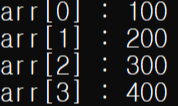 arr[0] : 100
arr[1] : 200
arr[2] : 300
arr[3] : 400